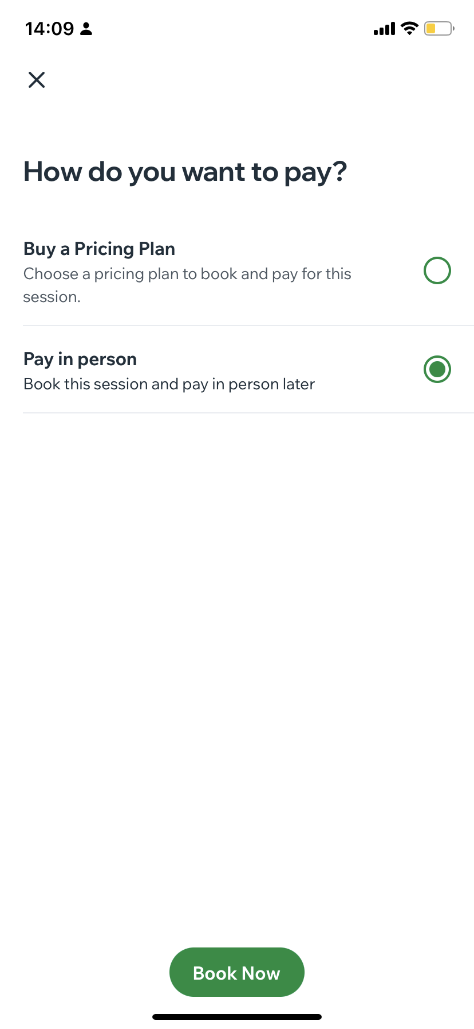 14:09
How do you want to pay?
Buy a Pricing Plan
Choose a pricing plan to book and pay for this
session.
Pay in person
Book this session and pay in person later
Book Now